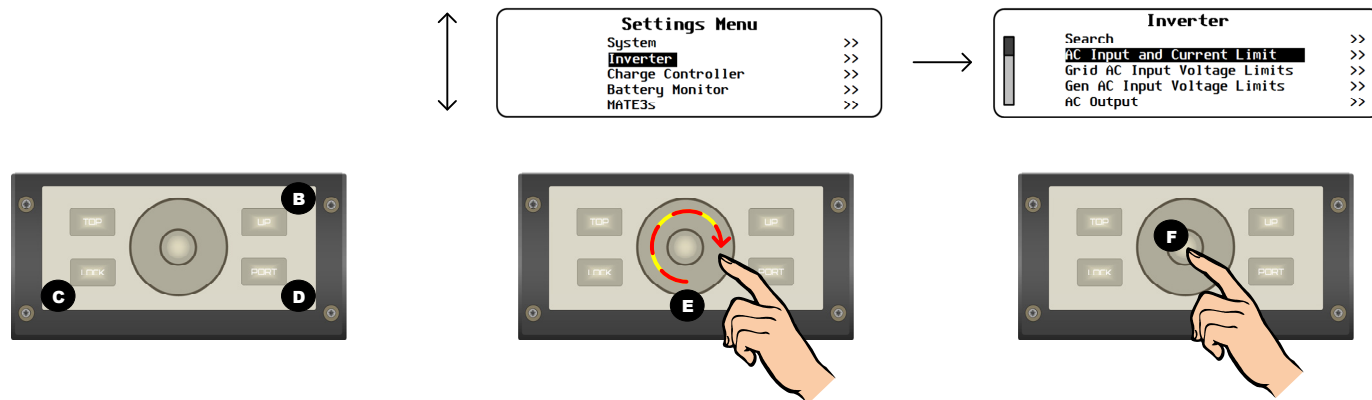 Settings Menu
System >>
Inverter >>
Charge Controller >>
Battery Monitor >>
MATE3s >>
Inverter
Search >>
AC Input and Current Limit >>
Grid AC Input Voltage Limits >>
Gen AC Input Voltage Limits >>
AC Output >>
TOP
UP
B
LOCK
PORT
C
D
TOP
UP
LOCK
PORT
E
TOP
UP
F
LOCK
PORT